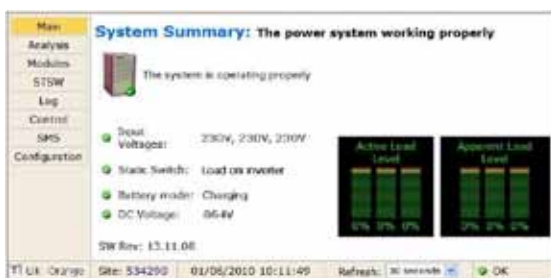 Main
Analysis
Modules
STSW
Log
Control
SMS
Configuration
System Summary: The power system working properly
The system is operating properly
Input Voltages: 230V, 230V, 230V
Static Switch: Load on inverter
Battery mode: Charging
DC Voltage:
SW Rev: 13.11.08
Active Load Level
0% 0% 0%
Apparent Load Level
0% 0% 0%
Site: 534290
01/06/2010 10:11:49
Refresh: 30 seconds
OK